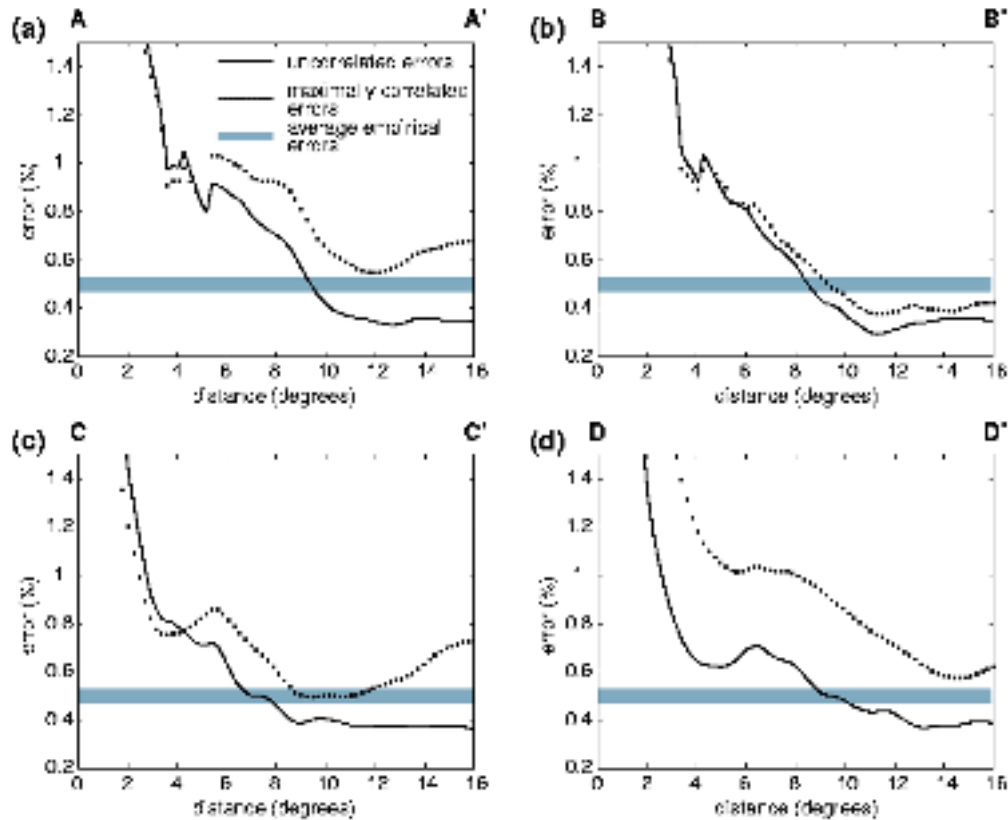 (a) A A'
1.4
1.2
1
0.8
0.6
0.4
0.2
error (%)
uncorrelated errors
maximally correlated
errors
average empirical
errors
0 2 4 6 8 10 12 14 16
distance (degrees)
(b) B B'
1.4
1.2
1
0.8
0.6
0.4
0.2
error (%)
0 2 4 6 8 10 12 14 16
distance (degrees)
(c) C C'
1.4
1.2
1
0.8
0.6
0.4
0.2
error (%)
0 2 4 6 8 10 12 14 16
distance (degrees)
(d) D D'
1.4
1.2
1
0.8
0.6
0.4
0.2
error (%)
0 2 4 6 8 10 12 14 16
distance (degrees)